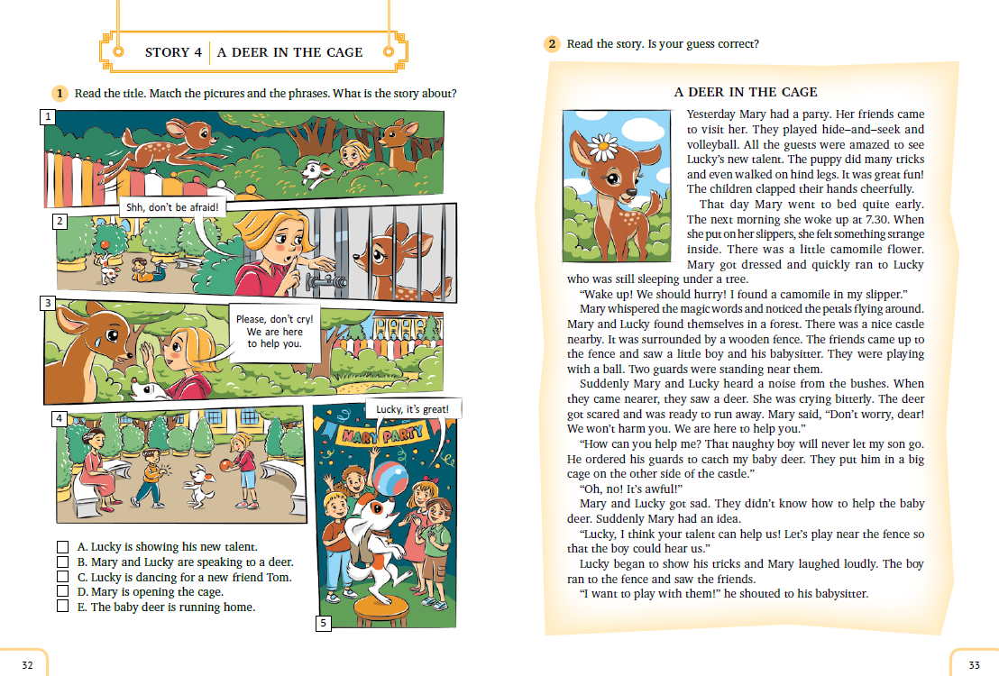 STORY 4 | A DEER IN THE CAGE
1 Read the title. Match the pictures and the phrases. What is the story about?
1
Shh, don't be afraid!
2
3
Please, don't cry!
We are here
to help you.
4
Lucky, it's great!
MARY PARTY
5
A. Lucky is showing his new talent.
B. Mary and Lucky are speaking to a deer.
C. Lucky is dancing for a new friend Tom.
D. Mary is opening the cage.
E. The baby deer is running home.
32
2 Read the story. Is your guess correct?
A DEER IN THE CAGE
Yesterday Mary had a party. Her friends came
to visit her. They played hide–and–seek and
volleyball. All the guests were amazed to see
Lucky's new talent. The puppy did many tricks
and even walked on hind legs. It was great fun!
The children clapped their hands cheerfully.
That day Mary went to bed quite early.
The next morning she woke up at 7.30. When
she put on her slippers, she felt something strange
inside. There was a little camomile flower.
Mary got dressed and quickly ran to Lucky
who was still sleeping under a tree.
“Wake up! We should hurry! I found a camomile in my slipper.”
Mary whispered the magic words and noticed the petals flying around.
Mary and Lucky found themselves in a forest. There was a nice castle
nearby. It was surrounded by a wooden fence. The friends came up to
the fence and saw a little boy and his babysitter. They were playing
with a ball. Two guards were standing near them.
Suddenly Mary and Lucky heard a noise from the bushes. When
they came nearer, they saw a deer. She was crying bitterly. The deer
got scared and was ready to run away. Mary said, “Don't worry, dear!
We won't harm you. We are here to help you.”
“How can you help me? That naughty boy will never let my son go.
He ordered his guards to catch my baby deer. They put him in a big
cage on the other side of the castle.”
“Oh, no! It's awful!”
Mary and Lucky got sad. They didn't know how to help the baby
deer. Suddenly Mary had an idea.
“Lucky, I think your talent can help us! Let's play near the fence so
that the boy could hear us.”
Lucky began to show his tricks and Mary laughed loudly. The boy
ran to the fence and saw the friends.
“I want to play with them!” he shouted to his babysitter.
33